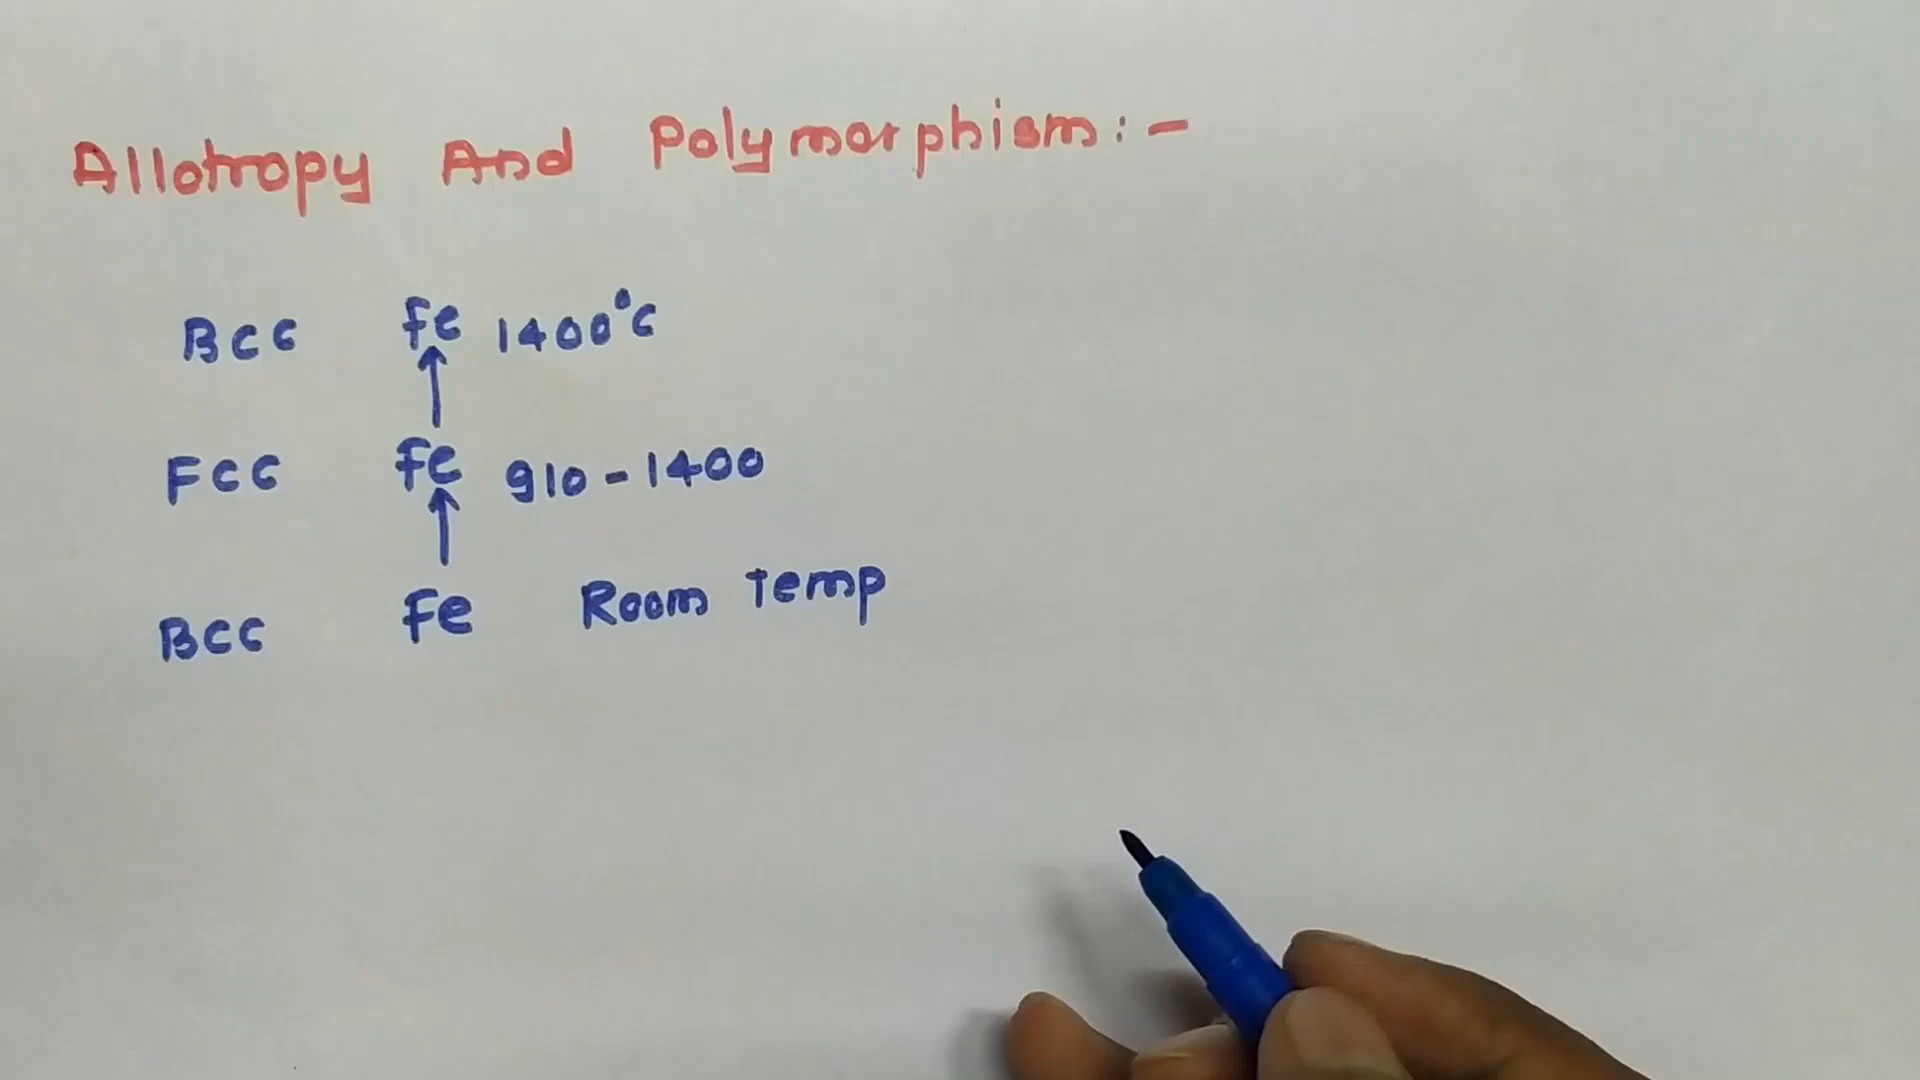 Allotropy And Polymorphism:-
BCC Fe 1400°C
FCC Fe 910-1400
BCC Fe Room Temp